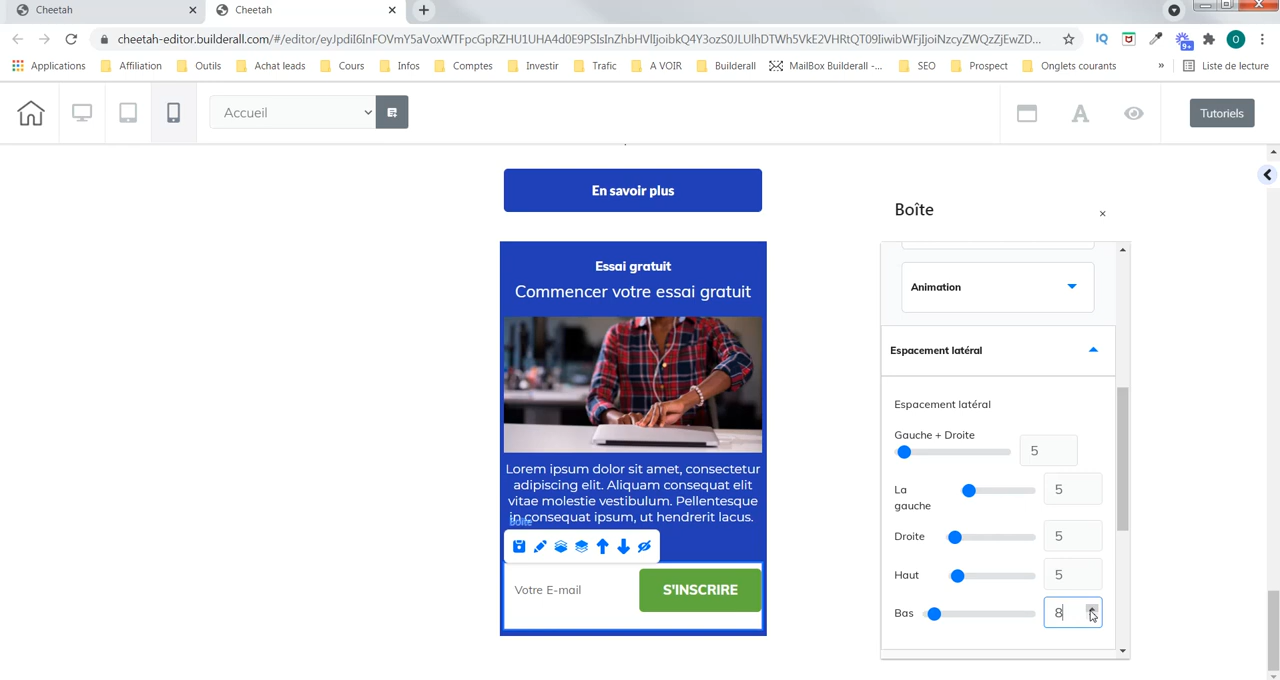 Cheetah
Cheetah
cheetah-editor.builderall.com/#/editor/eyJpdiI6InFOVmY5aVoxWTFpcGpRZHU1UHA4d0E9PSIsInZhbHVlIjoibkQ4Y3ozS0JLUlhDTWh5VkE2VHRtQT09IiwibWFjIjoiNzcyZWQzZjEwZD...
IQ
9+
O
Applications
Affiliation
Outils
Achat leads
Cours
Infos
Comptes
Investir
Trafic
A VOIR
Builderall
MailBox Builderall -...
SEO
Prospect
Onglets courants
»
Liste de lecture
Accueil
A
Tutoriels
En savoir plus
Essai gratuit
Commencer votre essai gratuit
Lorem ipsum dolor sit amet, consectetur
adipiscing elit. Aliquam consequat elit
vitae molestie vestibulum. Pellentesque
in consequat ipsum, ut hendrerit lacus.
Boîte
Votre E-mail
S'INSCRIRE
Boîte
×
Animation
Espacement latéral
Espacement latéral
Gauche + Droite
5
La
gauche
5
Droite
5
Haut
5
Bas
8